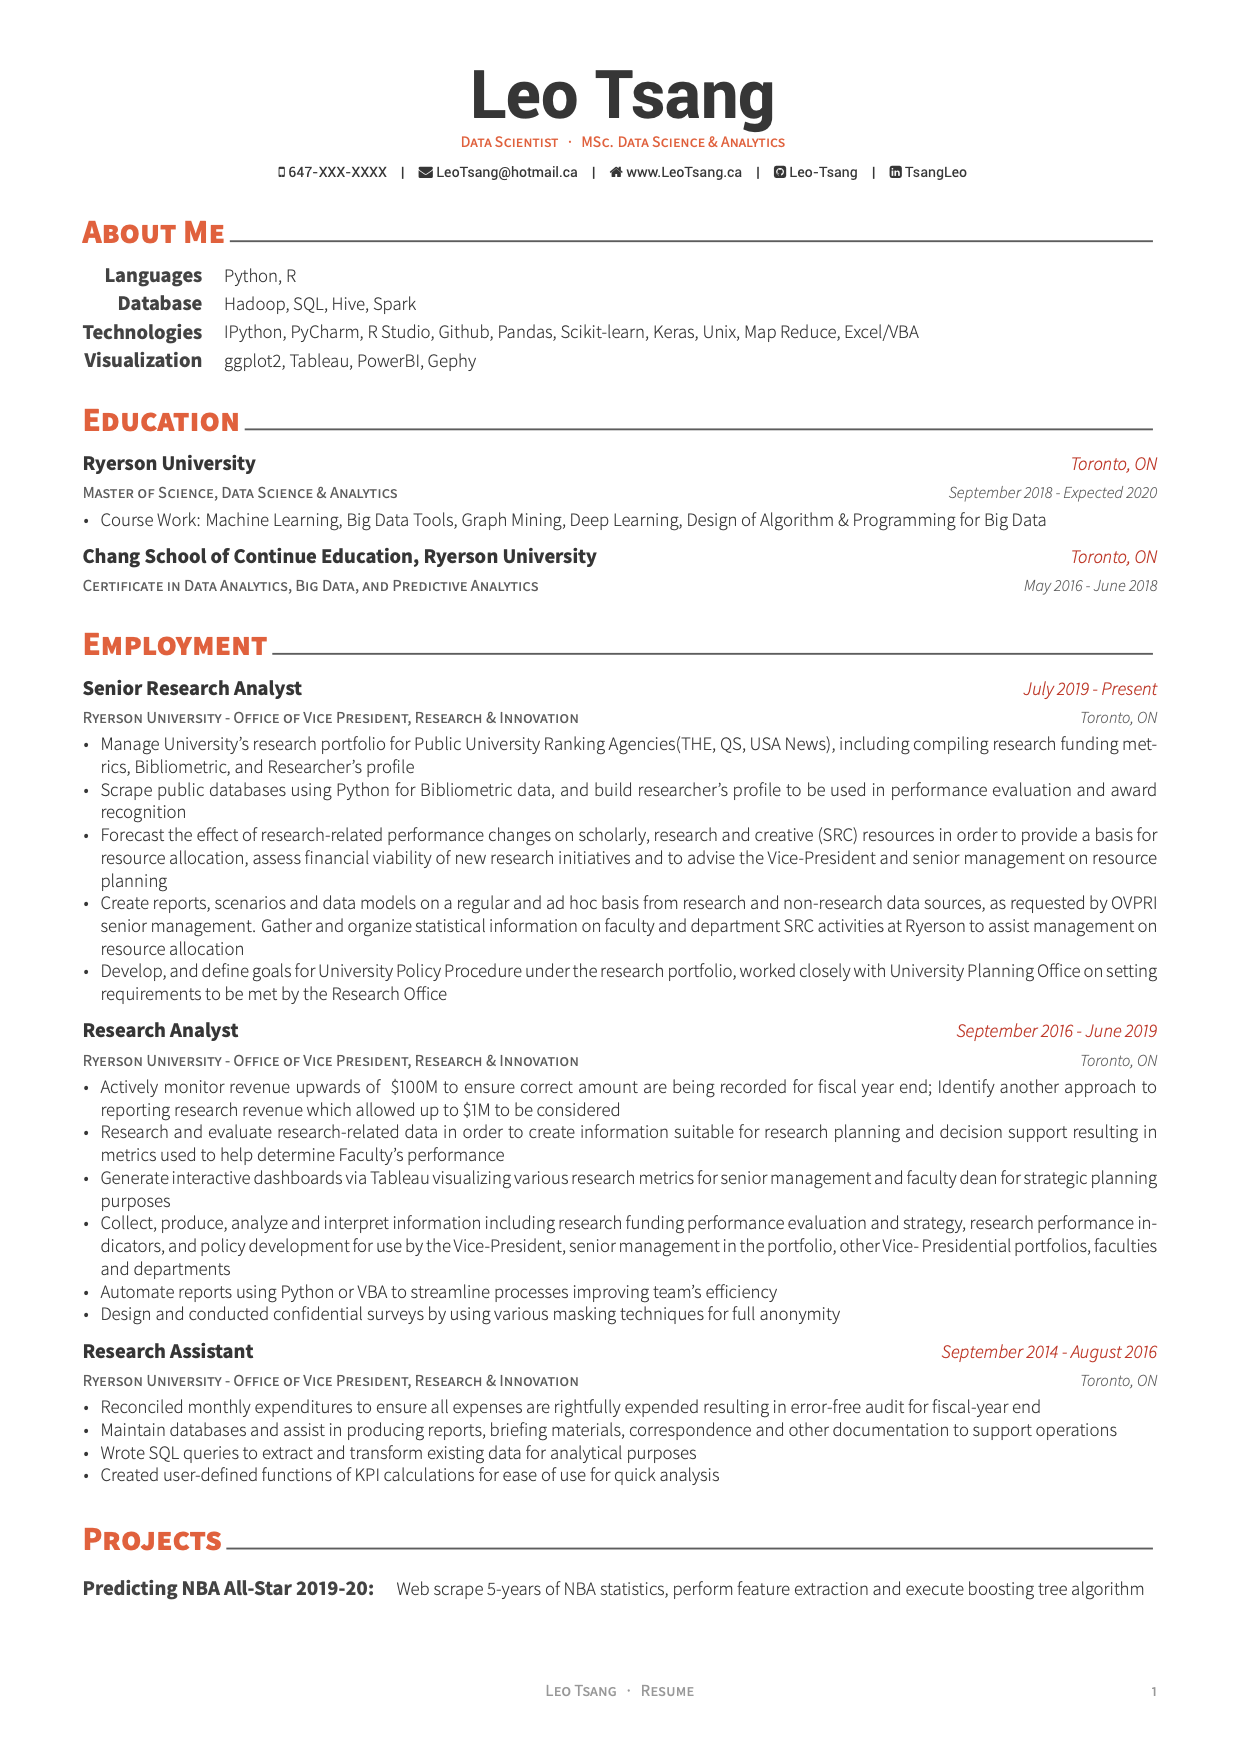 Leo Tsang
Data Scientist · MSc. Data Science & Analytics
647-XXX-XXXX | LeoTsang@hotmail.ca | www.LeoTsang.ca | Leo-Tsang | TsangLeo
About Me
Languages Python, R
Database Hadoop, SQL, Hive, Spark
Technologies IPython, PyCharm, R Studio, Github, Pandas, Scikit-learn, Keras, Unix, Map Reduce, Excel/VBA
Visualization ggplot2, Tableau, PowerBI, Gephy
Education
Ryerson University Toronto, ON
Master of Science, Data Science & Analytics September 2018 - Expected 2020
• Course Work: Machine Learning, Big Data Tools, Graph Mining, Deep Learning, Design of Algorithm & Programming for Big Data
Chang School of Continue Education, Ryerson University Toronto, ON
Certificate in Data Analytics, Big Data, and Predictive Analytics May 2016 - June 2018
Employment
Senior Research Analyst July 2019 - Present
Ryerson University - Office of Vice President, Research & Innovation Toronto, ON
• Manage University's research portfolio for Public University Ranking Agencies(THE, QS, USA News), including compiling research funding met-
rics, Bibliometric, and Researcher's profile
• Scrape public databases using Python for Bibliometric data, and build researcher's profile to be used in performance evaluation and award
recognition
• Forecast the effect of research-related performance changes on scholarly, research and creative (SRC) resources in order to provide a basis for
resource allocation, assess financial viability of new research initiatives and to advise the Vice-President and senior management on resource
planning
• Create reports, scenarios and data models on a regular and ad hoc basis from research and non-research data sources, as requested by OVPRI
senior management. Gather and organize statistical information on faculty and department SRC activities at Ryerson to assist management on
resource allocation
• Develop, and define goals for University Policy Procedure under the research portfolio, worked closely with University Planning Office on setting
requirements to be met by the Research Office
Research Analyst September 2016 - June 2019
Ryerson University - Office of Vice President, Research & Innovation Toronto, ON
• Actively monitor revenue upwards of $100M to ensure correct amount are being recorded for fiscal year end; Identify another approach to
reporting research revenue which allowed up to $1M to be considered
• Research and evaluate research-related data in order to create information suitable for research planning and decision support resulting in
metrics used to help determine Faculty's performance
• Generate interactive dashboards via Tableau visualizing various research metrics for senior management and faculty dean for strategic planning
purposes
• Collect, produce, analyze and interpret information including research funding performance evaluation and strategy, research performance in-
dicators, and policy development for use by the Vice-President, senior management in the portfolio, other Vice- Presidential portfolios, faculties
and departments
• Automate reports using Python or VBA to streamline processes improving team's efficiency
• Design and conducted confidential surveys by using various masking techniques for full anonymity
Research Assistant September 2014 - August 2016
Ryerson University - Office of Vice President, Research & Innovation Toronto, ON
• Reconciled monthly expenditures to ensure all expenses are rightfully expended resulting in error-free audit for fiscal-year end
• Maintain databases and assist in producing reports, briefing materials, correspondence and other documentation to support operations
• Wrote SQL queries to extract and transform existing data for analytical purposes
• Created user-defined functions of KPI calculations for ease of use for quick analysis
Projects
Predicting NBA All-Star 2019-20: Web scrape 5-years of NBA statistics, perform feature extraction and execute boosting tree algorithm
Leo Tsang · Resume 1